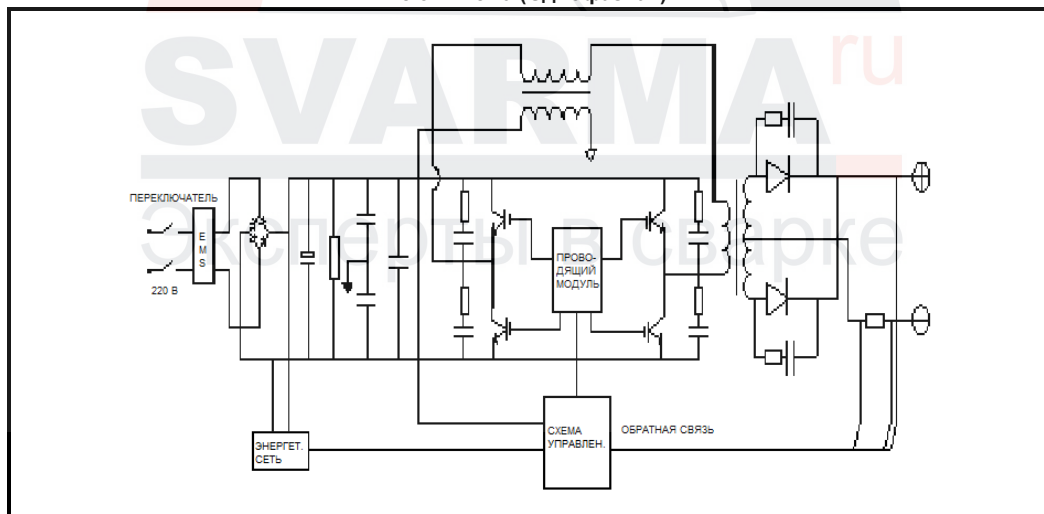 SVARMA ru
ПЕРЕКЛЮЧАТЕЛЬ
Эксперты в сварке
E
M
S
ПРОВО-
ДЯЩИЙ
МОДУЛЬ
220 В
СХЕМА
УПРАВЛЕН.
ОБРАТНАЯ СВЯЗЬ
ЭНЕРГЕТ.
СЕТЬ